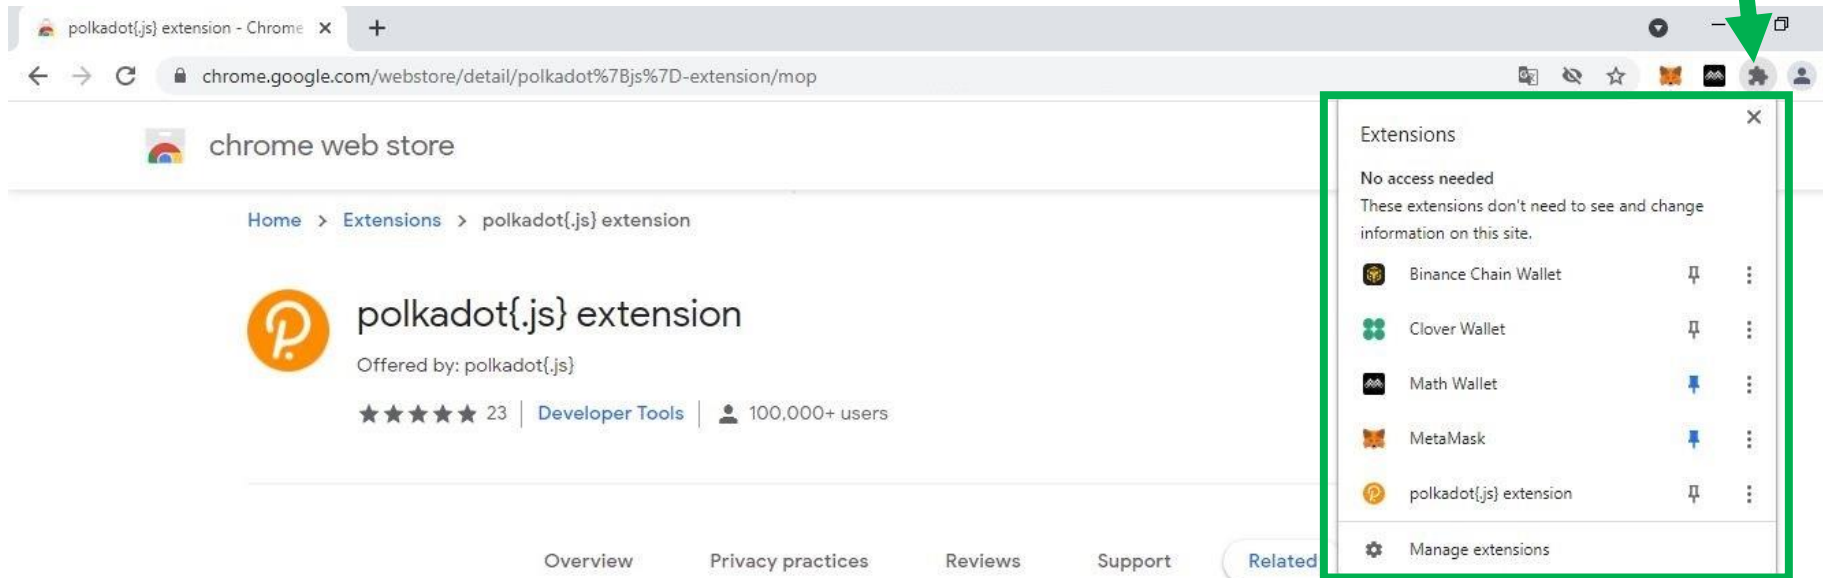 polkadot{.js} extension - Chrome
chrome.google.com/webstore/detail/polkadot%7Bjs%7D-extension/mop
chrome web store
Home > Extensions > polkadot{.js} extension
polkadot{.js} extension
Offered by: polkadot{.js}
23 | Developer Tools | 100,000+ users
Overview Privacy practices Reviews Support Related
Extensions
No access needed
These extensions don't need to see and change
information on this site.
Binance Chain Wallet
Clover Wallet
Math Wallet
MetaMask
polkadot{.js} extension
Manage extensions